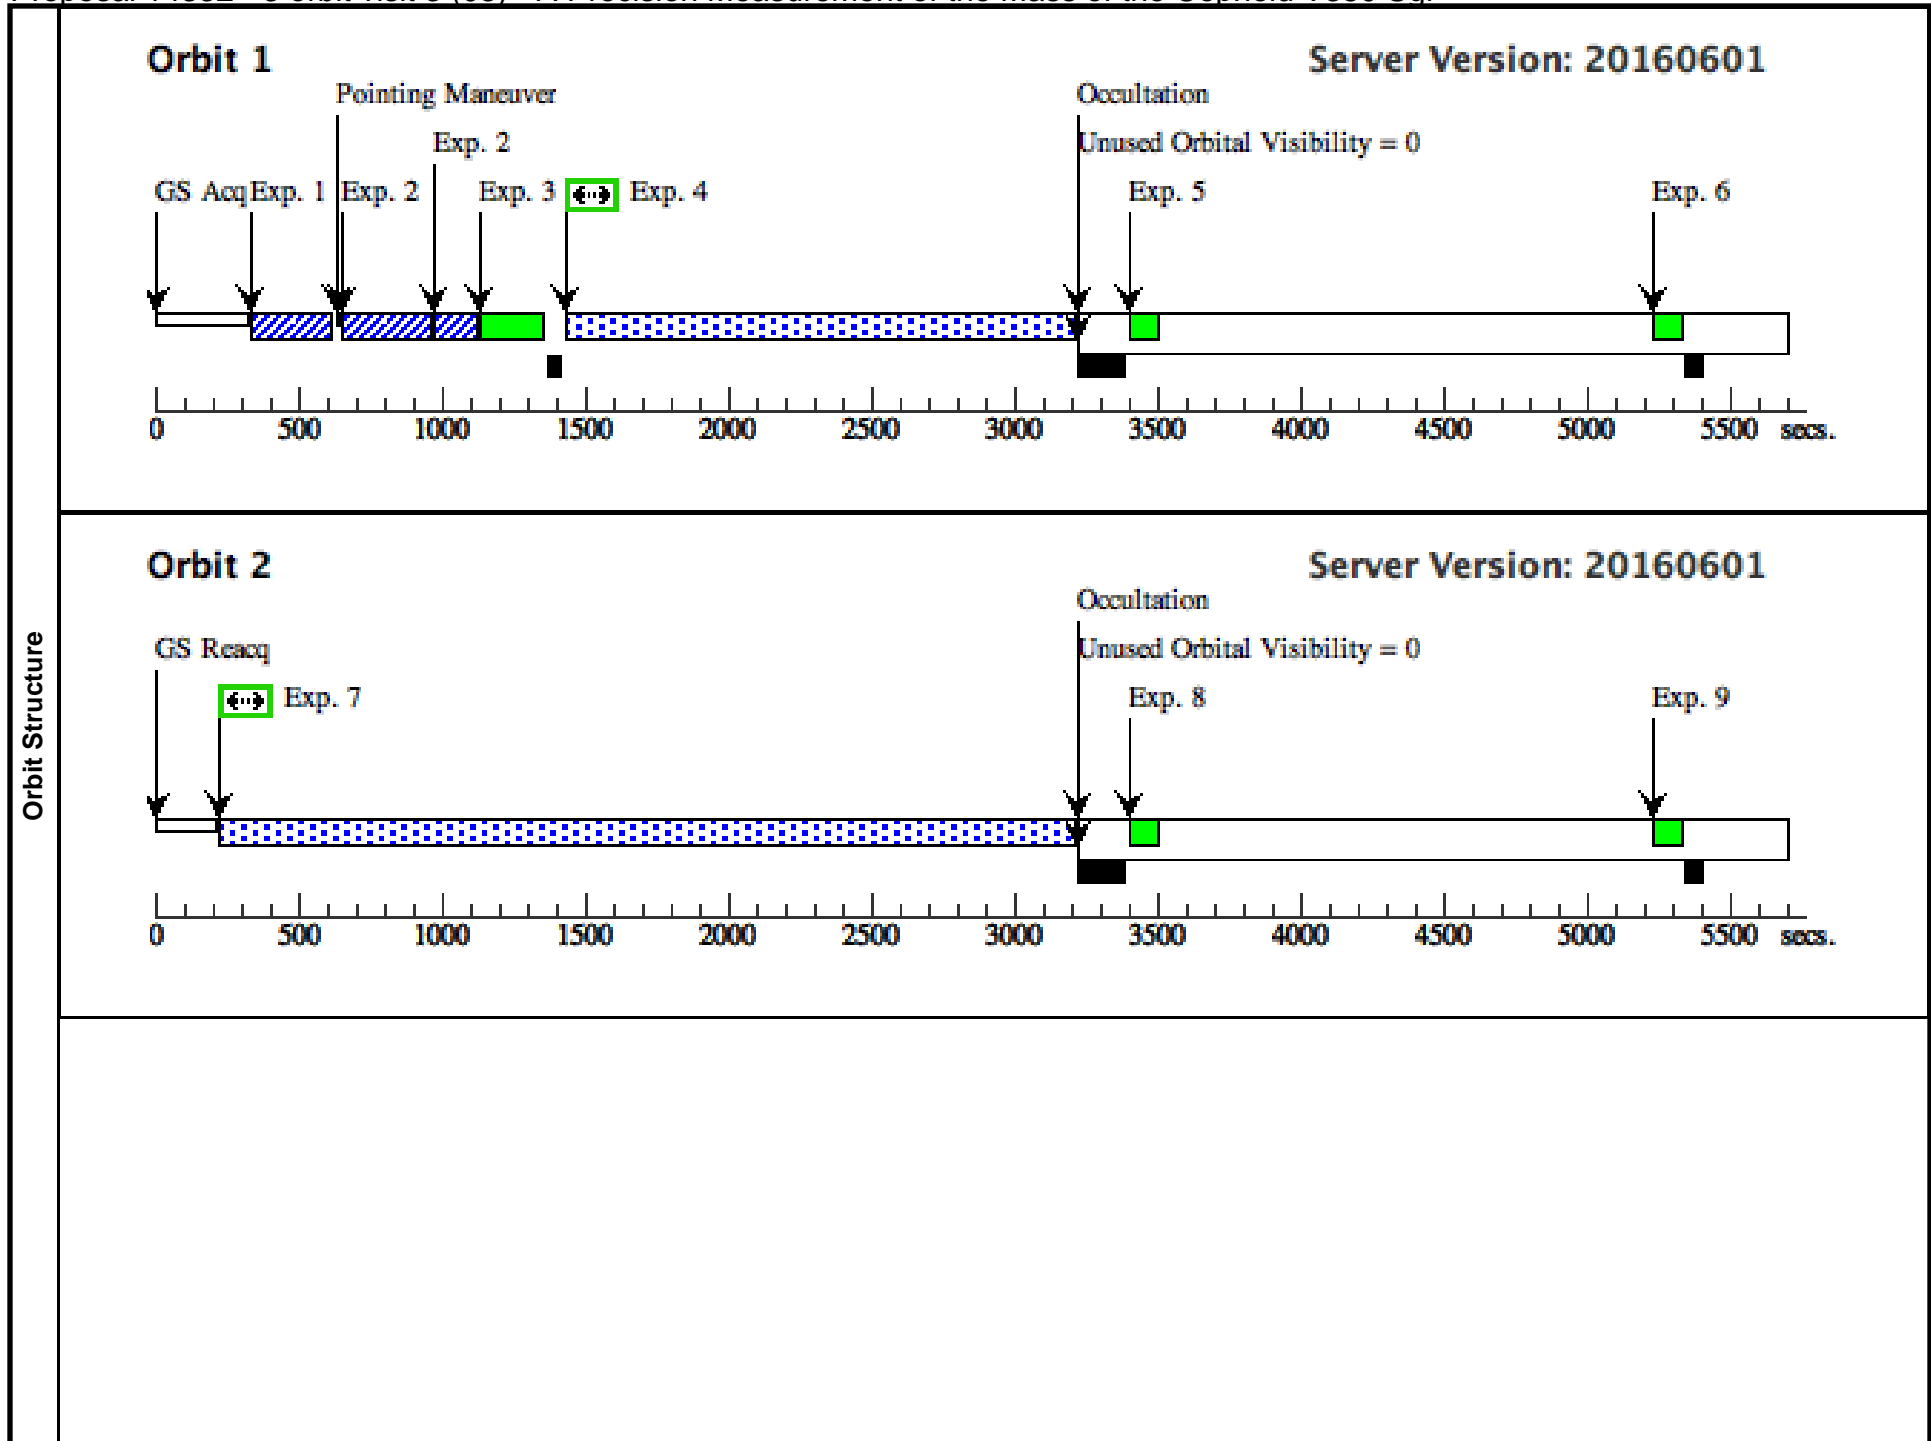 Orbit 1
Server Version: 20160601
Pointing Maneuver
Occultation
Exp. 2
Unused Orbital Visibility = 0
GS Acq Exp. 1 Exp. 2 Exp. 3 Exp. 4
Exp. 5
Exp. 6
0 500 1000 1500 2000 2500 3000 3500 4000 4500 5000 5500 secs.
Orbit Structure
Orbit 2
Server Version: 20160601
Occultation
GS Reacq
Unused Orbital Visibility = 0
Exp. 7
Exp. 8
Exp. 9
0 500 1000 1500 2000 2500 3000 3500 4000 4500 5000 5500 secs.